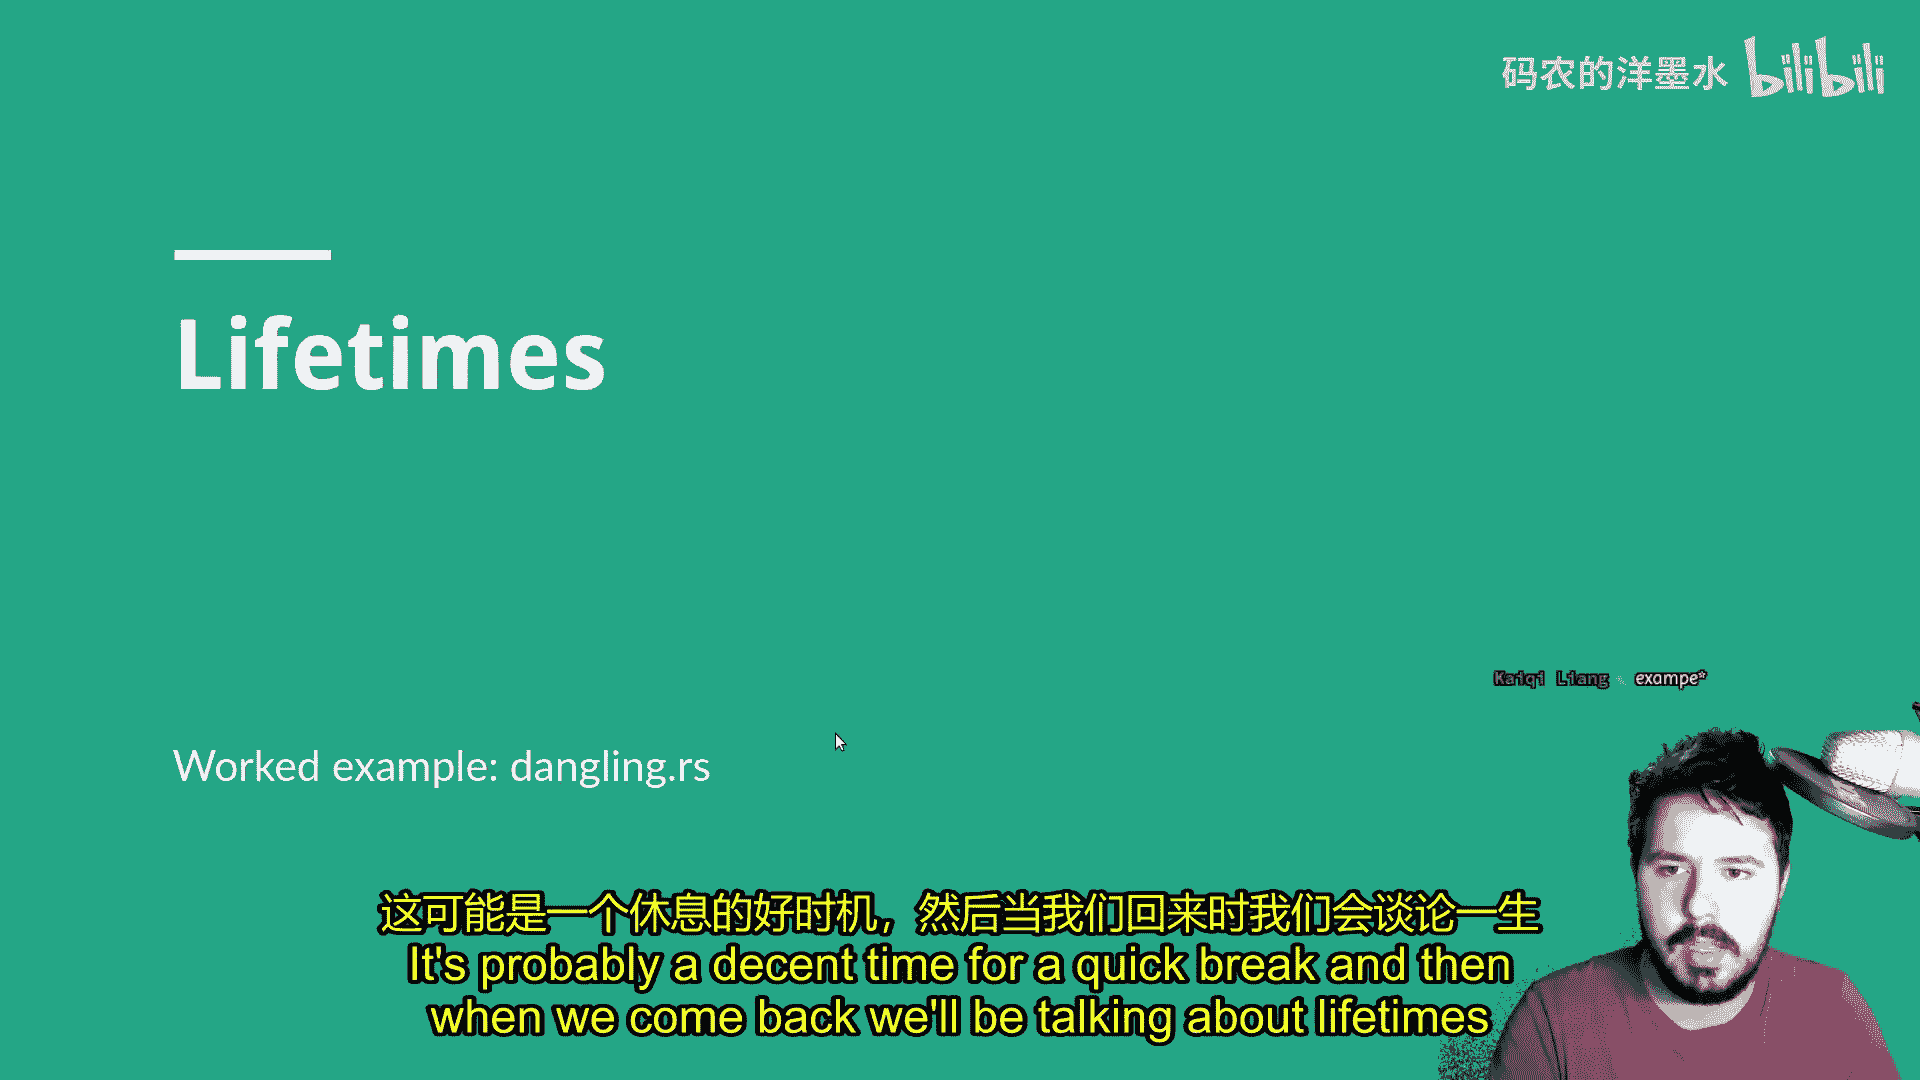 码农的洋墨水 bilibili
Lifetimes
Kaiqi Liang exampe*
Worked example: dangling.rs
这可能是一个休息的好时机，然后当我们回来时我们会谈论一生
It's probably a decent time for a quick break and then
when we come back we'll be talking about lifetimes